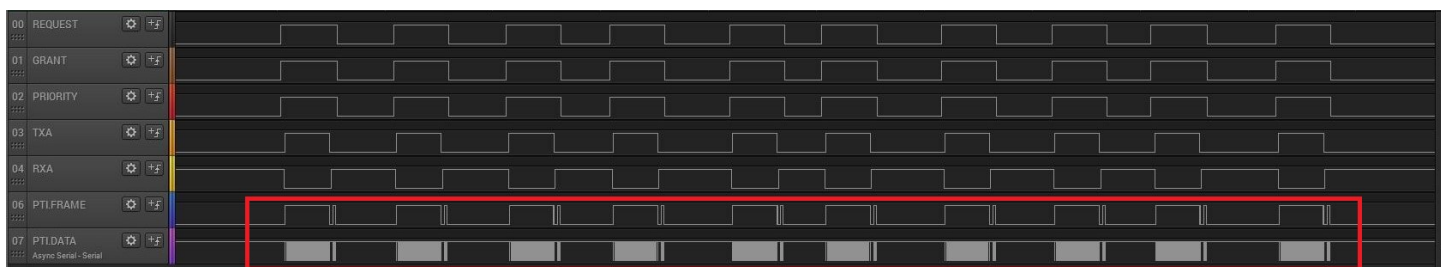 00 REQUEST
01 GRANT
02 PRIORITY
03 TXA
04 RXA
06 PTI.FRAME
07 PTI.DATA
Async Serial - Serial